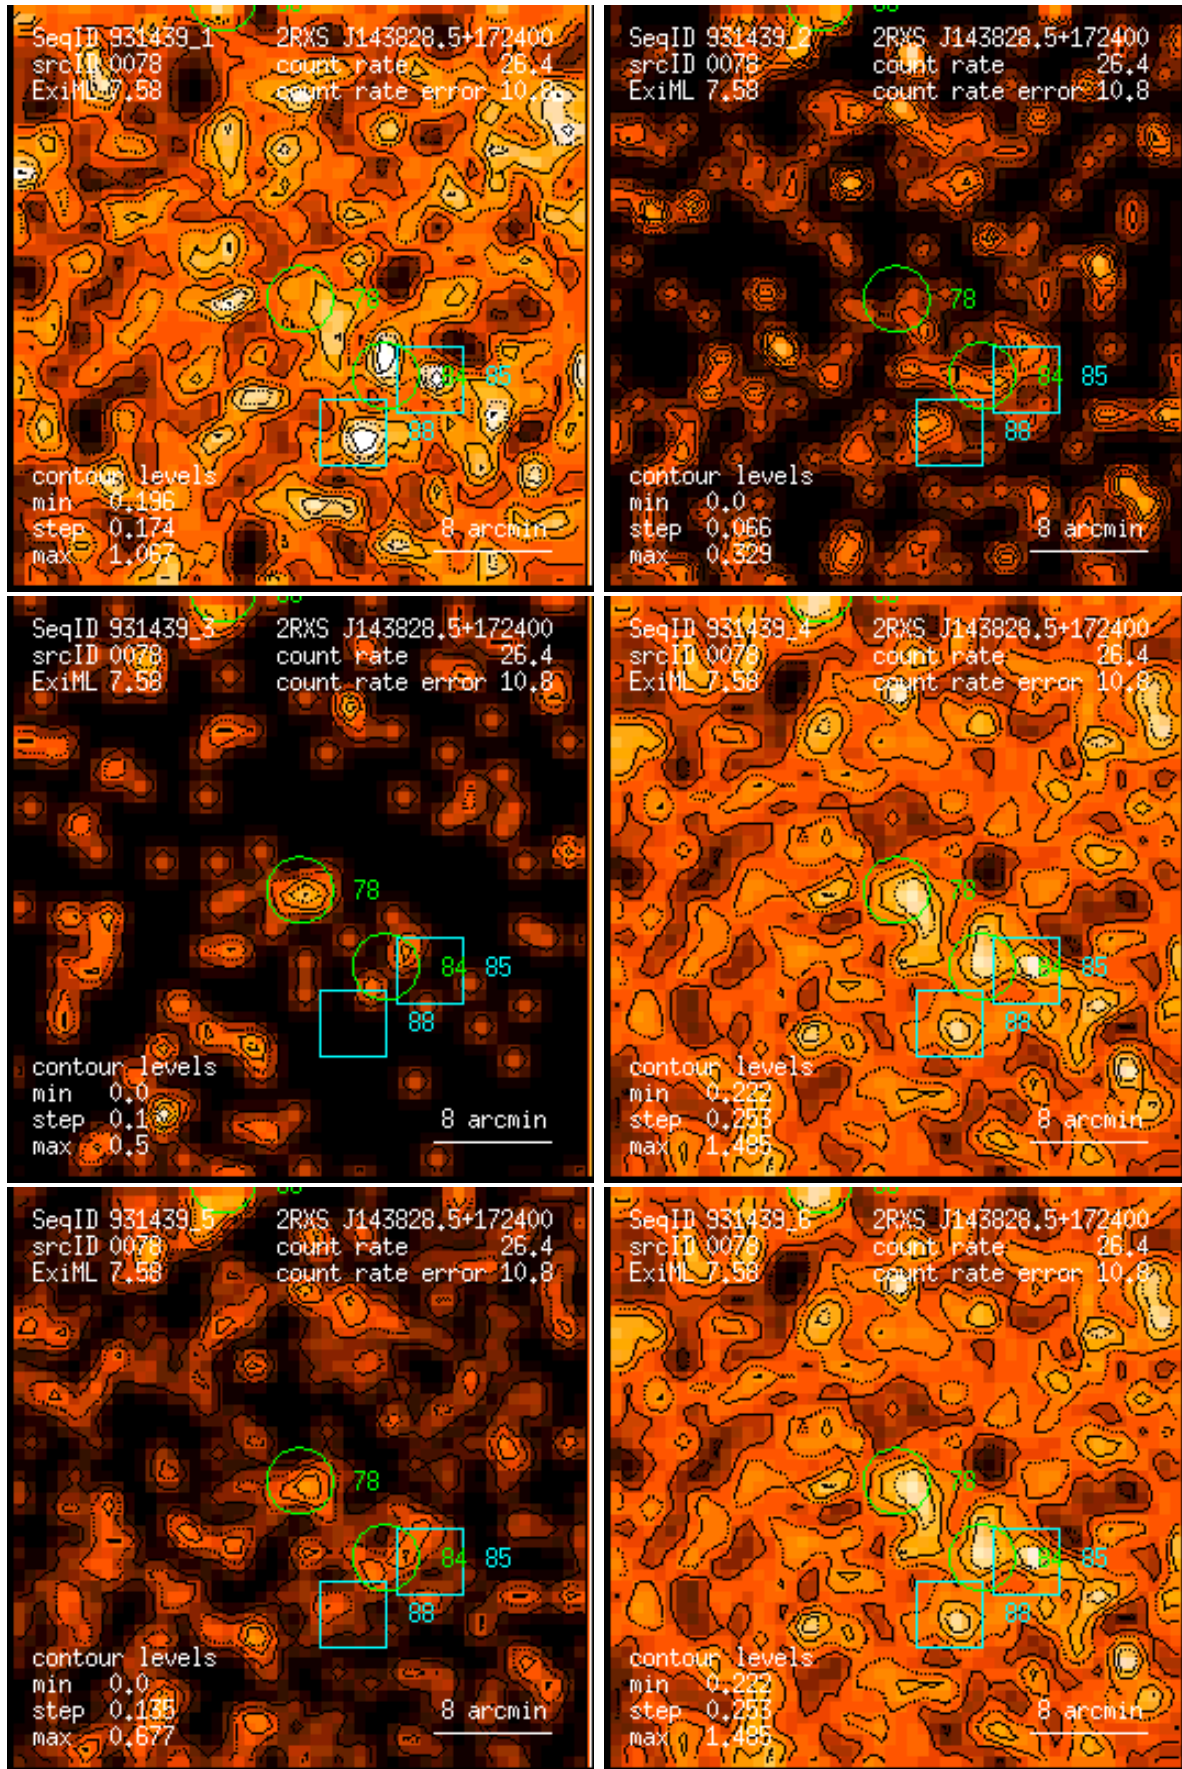 SeqID 931439_1 2RXS J143828.5+172400
srcID 0078 count rate 26.4
ExiML 7.58 count rate error 10.8
78
84 85
88
contour levels
min 0.196
step 0.174
max 1.067
8 arcmin
SeqID 931439_2 2RXS J143828.5+172400
srcID 0078 count rate 26.4
ExiML 7.58 count rate error 10.8
78
84 85
88
contour levels
min 0.0
step 0.066
max 0.329
8 arcmin
SeqID 931439_3 2RXS J143828.5+172400
srcID 0078 count rate 26.4
ExiML 7.58 count rate error 10.8
78
84 85
88
contour levels
min 0.0
step 0.1
max 0.5
8 arcmin
SeqID 931439_4 2RXS J143828.5+172400
srcID 0078 count rate 26.4
ExiML 7.58 count rate error 10.8
78
84 85
88
contour levels
min 0.222
step 0.253
max 1.485
8 arcmin
SeqID 931439_5 2RXS J143828.5+172400
srcID 0078 count rate 26.4
ExiML 7.58 count rate error 10.8
78
84 85
88
contour levels
min 0.0
step 0.135
max 0.677
8 arcmin
SeqID 931439_6 2RXS J143828.5+172400
srcID 0078 count rate 26.4
ExiML 7.58 count rate error 10.8
78
84 85
88
contour levels
min 0.222
step 0.253
max 1.485
8 arcmin